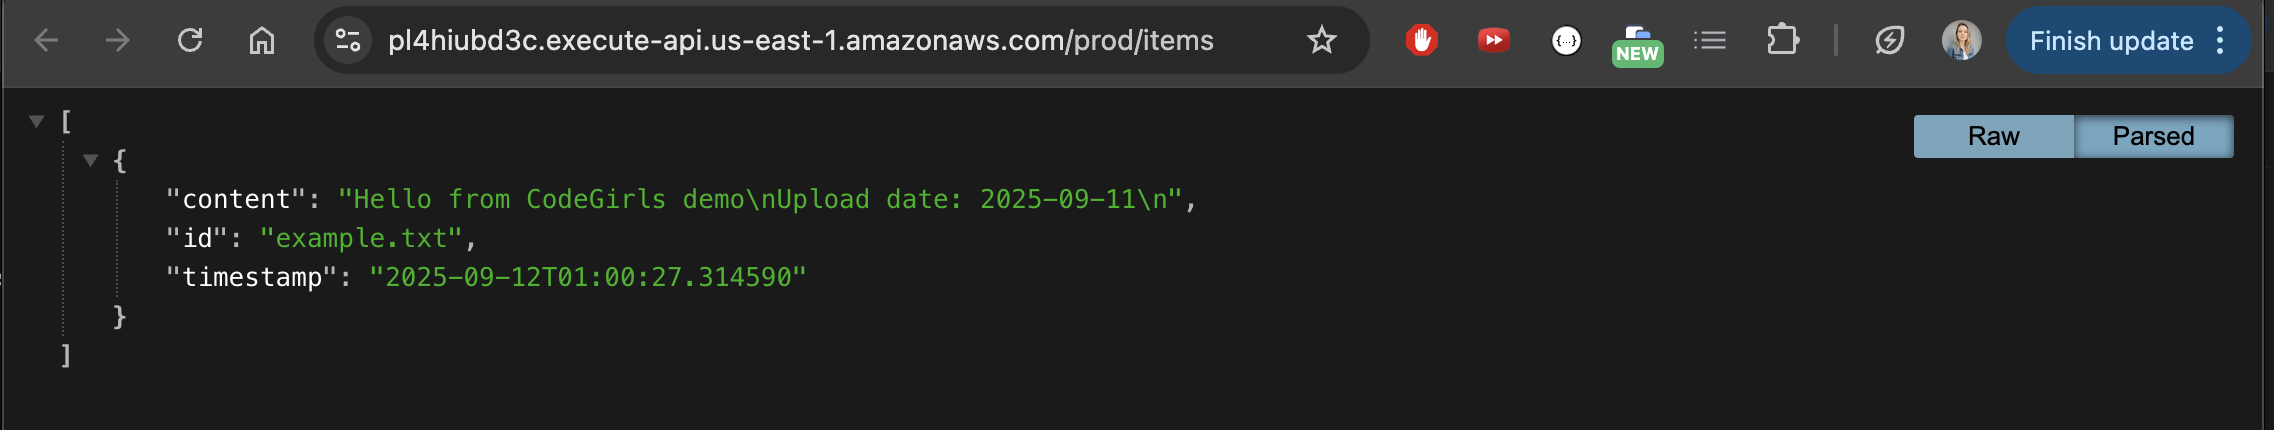 pl4hiubd3c.execute-api.us-east-1.amazonaws.com/prod/items
NEW
Finish update
Raw
Parsed
[
{
"content": "Hello from CodeGirls demo\nUpload date: 2025-09-11\n",
"id": "example.txt",
"timestamp": "2025-09-12T01:00:27.314590"
}
]